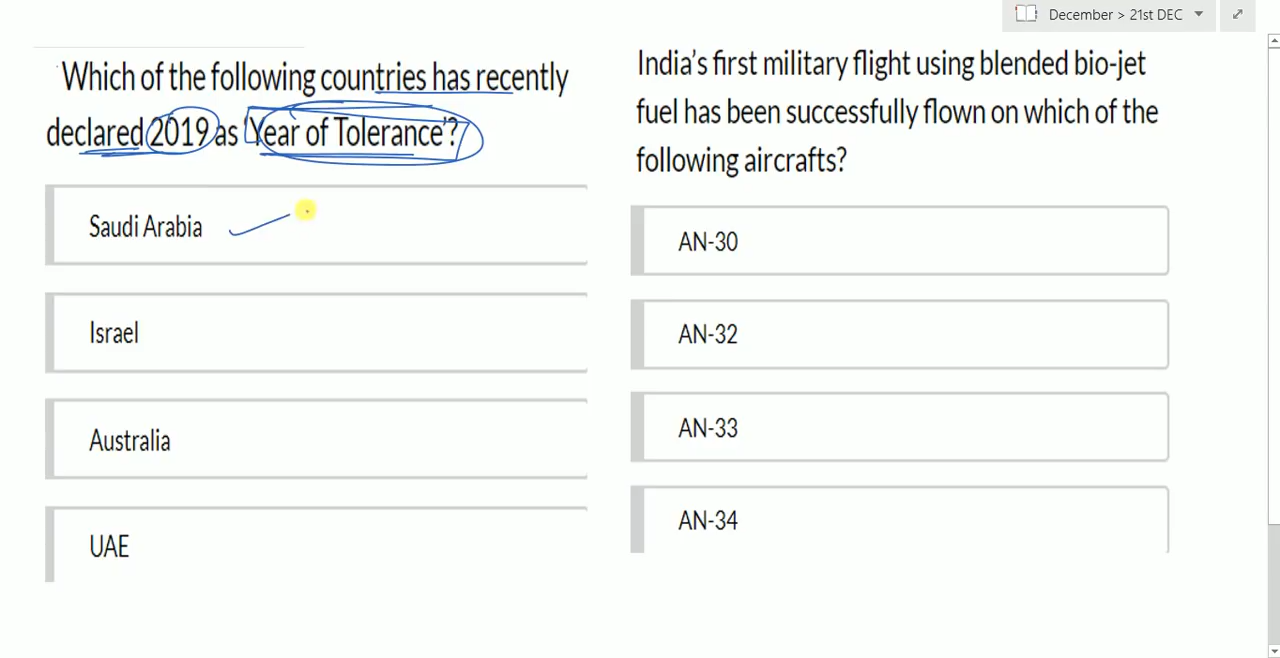 December > 21st DEC
Which of the following countries has recently
declared 2019 as 'Year of Tolerance'?
Saudi Arabia
Israel
Australia
UAE
India's first military flight using blended bio-jet
fuel has been successfully flown on which of the
following aircrafts?
AN-30
AN-32
AN-33
AN-34